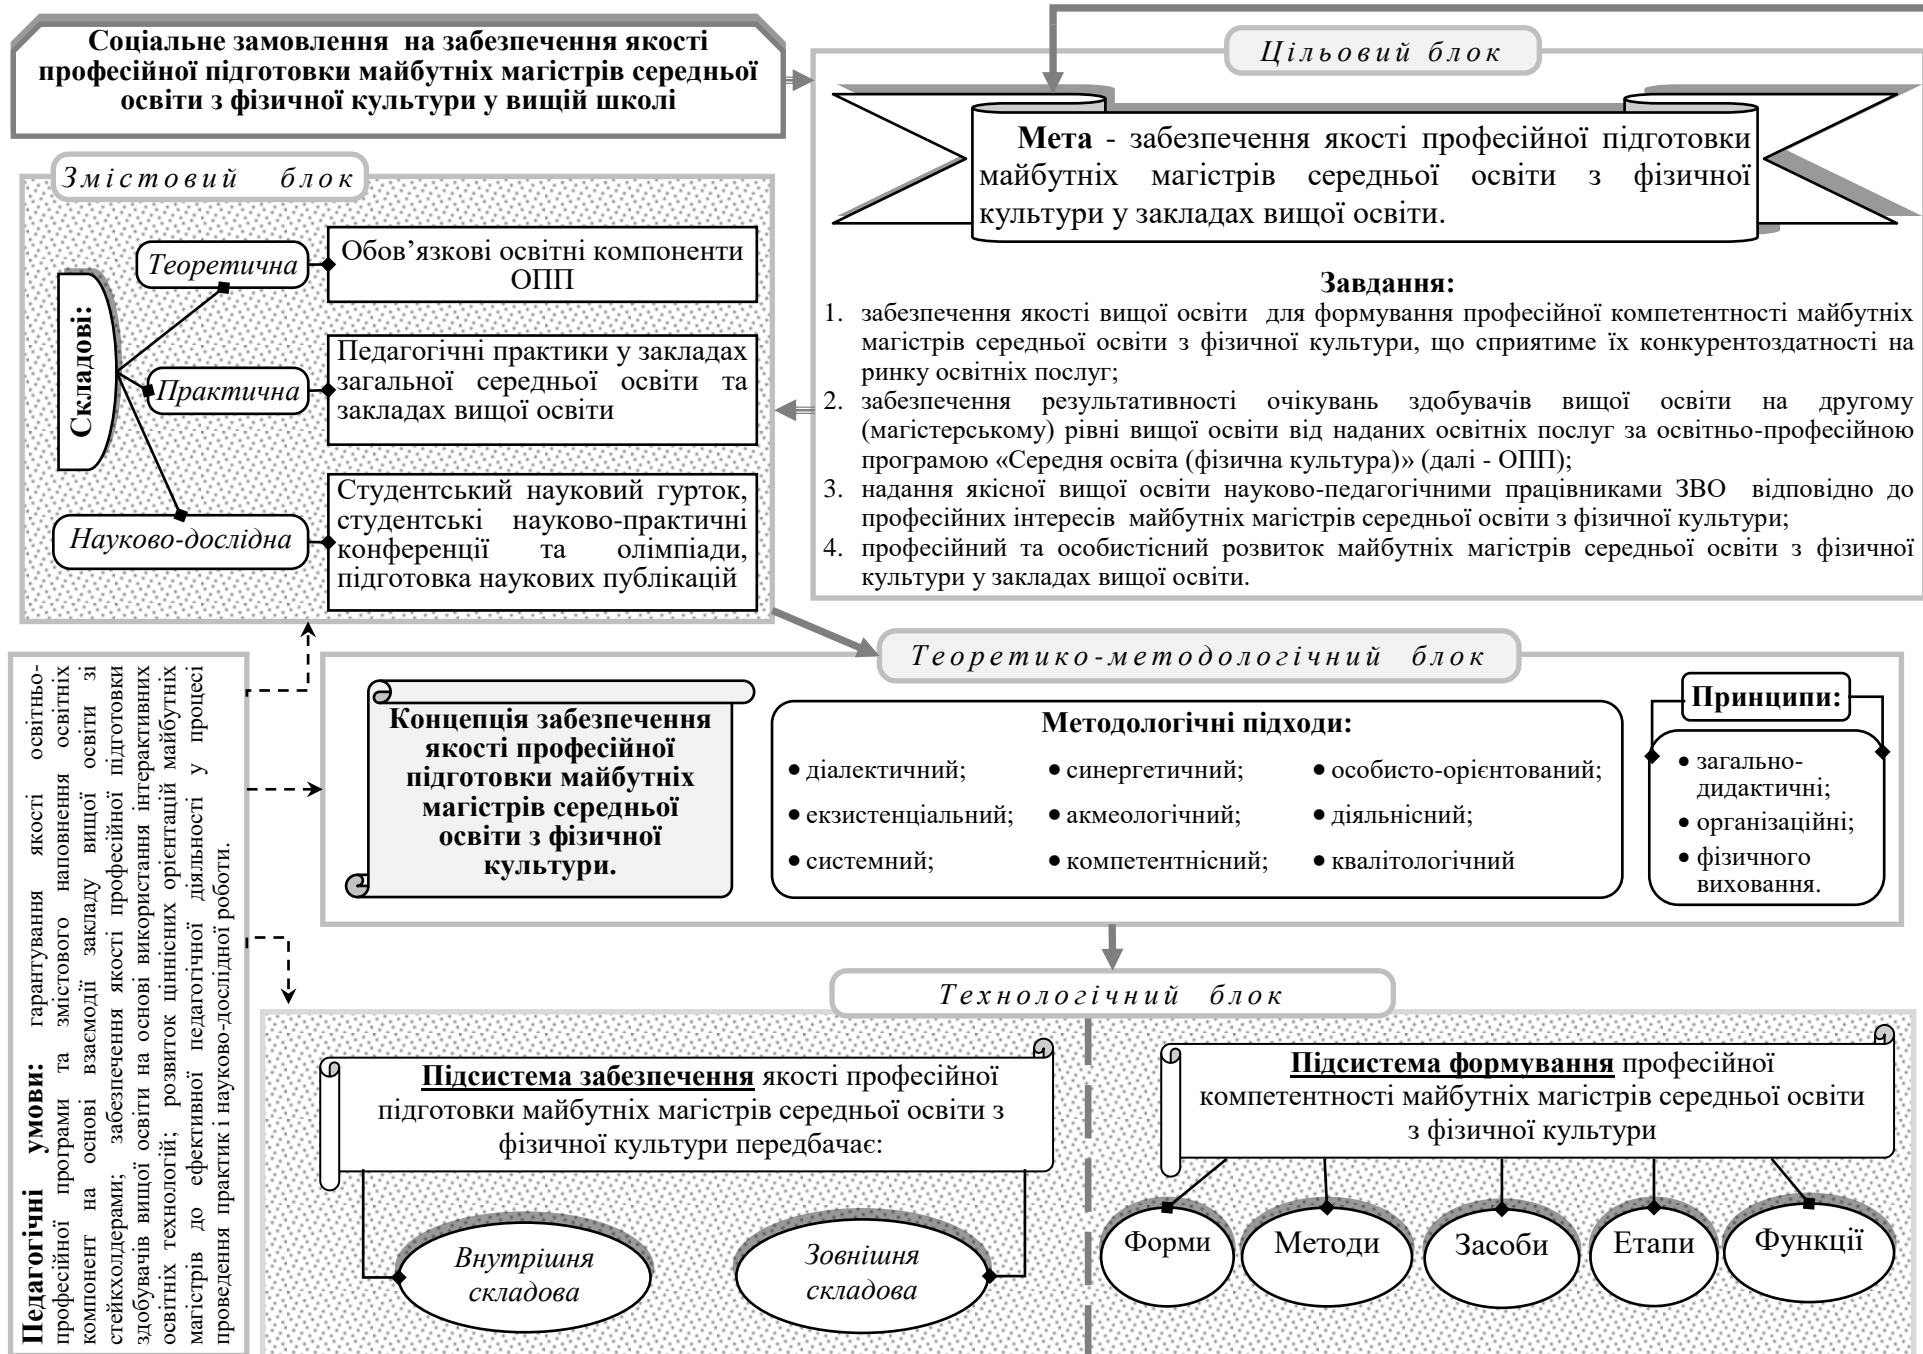 Соціальне замовлення на забезпечення якості
професійної підготовки майбутніх магістрів середньої
освіти з фізичної культури у вищій школі
Цільовий блок
Мета - забезпечення якості професійної підготовки
майбутніх магістрів середньої освіти з фізичної
культури у закладах вищої освіти.
Завдання:
1. забезпечення якості вищої освіти для формування професійної компетентності майбутніх
магістрів середньої освіти з фізичної культури, що сприятиме їх конкурентоздатності на
ринку освітніх послуг;
2. забезпечення результативності очікувань здобувачів вищої освіти на другому
(магістерському) рівні вищої освіти від наданих освітніх послуг за освітньо-професійною
програмою «Середня освіта (фізична культура)» (далі - ОПП);
3. надання якісної вищої освіти науково-педагогічними працівниками ЗВО відповідно до
професійних інтересів майбутніх магістрів середньої освіти з фізичної культури;
4. професійний та особистісний розвиток майбутніх магістрів середньої освіти з фізичної
культури у закладах вищої освіти.
Змістовий блок
Складові:
Теоретична
Обов’язкові освітні компоненти
ОПП
Практична
Педагогічні практики у закладах
загальної середньої освіти та
закладах вищої освіти
Науково-дослідна
Студентський науковий гурток,
студентські науково-практичні
конференції та олімпіади,
підготовка наукових публікацій
Педагогічні умови: гарантування якості освітньо-
професійної програми та змістового наповнення освітніх
компонент на основі взаємодії закладу вищої освіти зі
стейкхолдерами; забезпечення якості професійної підготовки
здобувачів вищої освіти на основі використання інтерактивних
освітніх технологій; розвиток ціннісних орієнтацій майбутніх
магістрів до ефективної педагогічної діяльності у процесі
проведення практик і науково-дослідної роботи.
Теоретико-методологічний блок
Концепція забезпечення
якості професійної
підготовки майбутніх
магістрів середньої
освіти з фізичної
культури.
Методологічні підходи:
• діалектичний; • синергетичний; • особисто-орієнтований;
• екзистенціальний; • акмеологічний; • діяльнісний;
• системний; • компетентнісний; • квалітологічний
Принципи:
• загально-
дидактичні;
• організаційні;
• фізичного
виховання.
Технологічний блок
Підсистема забезпечення якості професійної
підготовки майбутніх магістрів середньої освіти з
фізичної культури передбачає:
Внутрішня
складова
Зовнішня
складова
Підсистема формування професійної
компетентності майбутніх магістрів середньої освіти
з фізичної культури
Форми
Методи
Засоби
Етапи
Функції